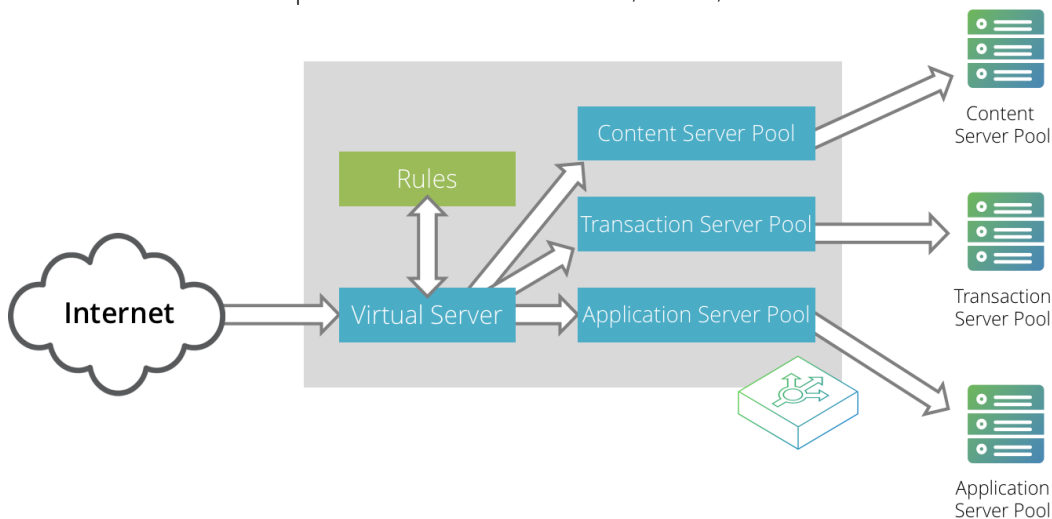 Content Server Pool
Content
Server Pool
Rules
Transaction Server Pool
Internet
Virtual Server
Application Server Pool
Transaction
Server Pool
Application
Server Pool